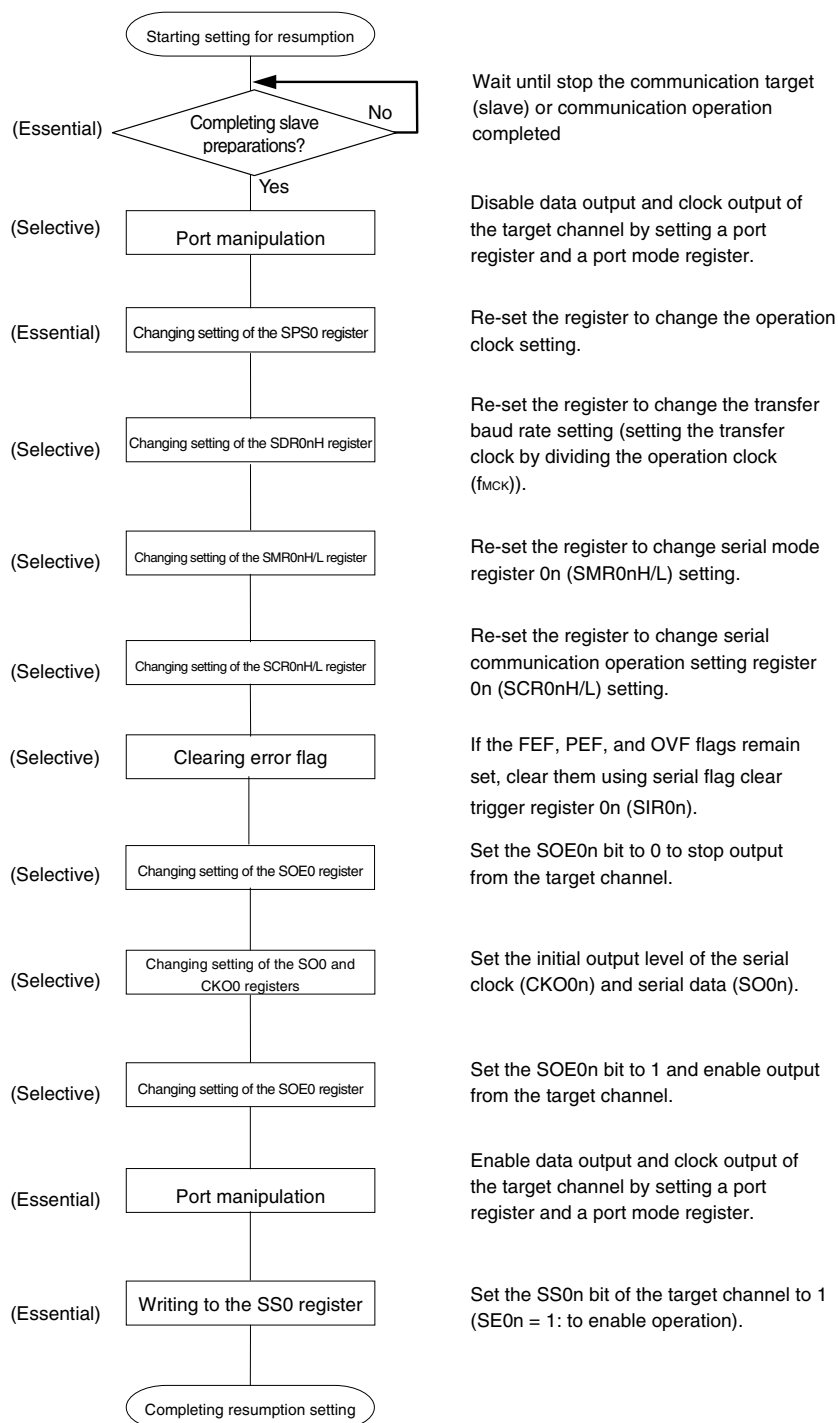 Starting setting for resumption
(Essential)
Completing slave
preparations?
No
Yes
Wait until stop the communication target
(slave) or communication operation
completed
(Selective)
Port manipulation
Disable data output and clock output of
the target channel by setting a port
register and a port mode register.
(Essential)
Changing setting of the SPS0 register
Re-set the register to change the operation
clock setting.
(Selective)
Changing setting of the SDR0nH register
Re-set the register to change the transfer
baud rate setting (setting the transfer
clock by dividing the operation clock
(fMCK)).
(Selective)
Changing setting of the SMR0nH/L register
Re-set the register to change serial mode
register 0n (SMR0nH/L) setting.
(Selective)
Changing setting of the SCR0nH/L register
Re-set the register to change serial
communication operation setting register
0n (SCR0nH/L) setting.
(Selective)
Clearing error flag
If the FEF, PEF, and OVF flags remain
set, clear them using serial flag clear
trigger register 0n (SIR0n).
(Selective)
Changing setting of the SOE0 register
Set the SOE0n bit to 0 to stop output
from the target channel.
(Selective)
Changing setting of the SO0 and
CKO0 registers
Set the initial output level of the serial
clock (CKO0n) and serial data (SO0n).
(Selective)
Changing setting of the SOE0 register
Set the SOE0n bit to 1 and enable output
from the target channel.
(Essential)
Port manipulation
Enable data output and clock output of
the target channel by setting a port
register and a port mode register.
(Essential)
Writing to the SS0 register
Set the SS0n bit of the target channel to 1
(SE0n = 1: to enable operation).
Completing resumption setting